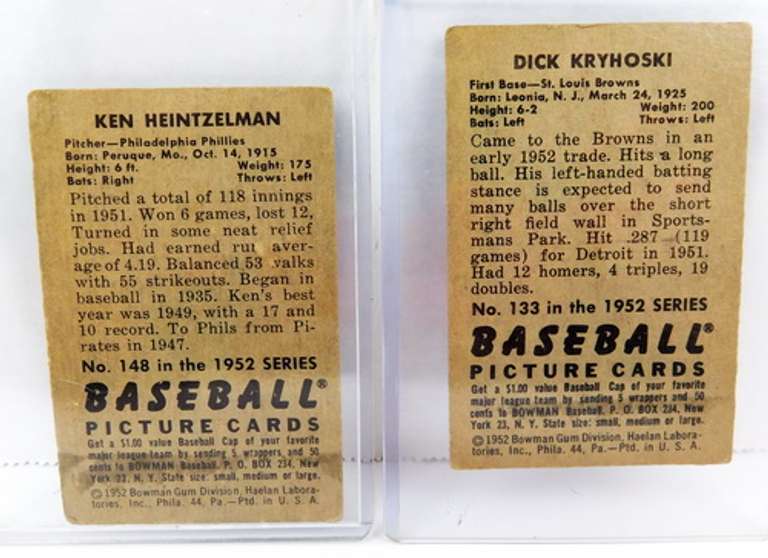 KEN HEINTZELMAN
Pitcher—Philadelphia Phillies
Born: Peruque, Mo., Oct. 14, 1915
Height: 6 ft. Weight: 175
Bats: Right Throws: Left
Pitched a total of 118 innings
in 1951. Won 6 games, lost 12,
Turned in some neat relief
jobs. Had earned run aver-
age of 4.19. Balanced 53 walks
with 55 strikeouts. Began in
baseball in 1935. Ken's best
year was 1949, with a 17 and
10 record. To Phils from Pi-
rates in 1947.
No. 148 in the 1952 SERIES
BASEBALL®
PICTURE CARDS
Get a $1.00 value Baseball Cap of your favorite
major league team by sending 5 wrappers and 50
cents to BOWMAN Baseball, P. O. BOX 234, New
York 23, N. Y. State size: small, medium or large.
©1952 Bowman Gum Division, Haelan Labora-
tories, Inc., Phila. 44, Pa.—Ptd. in U. S. A.
DICK KRYHOSKI
First Base—St. Louis Browns
Born: Leonia, N. J., March 24, 1925
Height: 6-2 Weight: 200
Bats: Left Throws: Left
Came to the Browns in an
early 1952 trade. Hits a long
ball. His left-handed batting
stance is expected to send
many balls over the short
right field wall in Sports-
mans Park. Hit .287 (119
games) for Detroit in 1951.
Had 12 homers, 4 triples, 19
doubles.
No. 133 in the 1952 SERIES
BASEBALL®
PICTURE CARDS
Get a $1.00 value Baseball Cap of your favorite
major league team by sending 5 wrappers and 50
cents to BOWMAN Baseball, P. O. BOX 234, New
York 23, N. Y. State size: small, medium or large.
©1952 Bowman Gum Division, Haelan Labora-
tories, Inc., Phila. 44, Pa.—Ptd. in U. S. A.